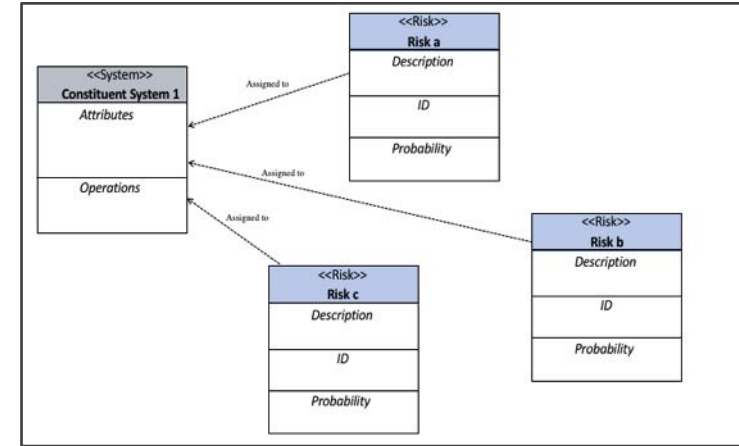 <<System>>
Constituent System 1
Attributes
Operations
Assigned to
<<Risk>>
Risk a
Description
ID
Probability
Assigned to
<<Risk>>
Risk b
Description
ID
Probability
Assigned to
<<Risk>>
Risk c
Description
ID
Probability